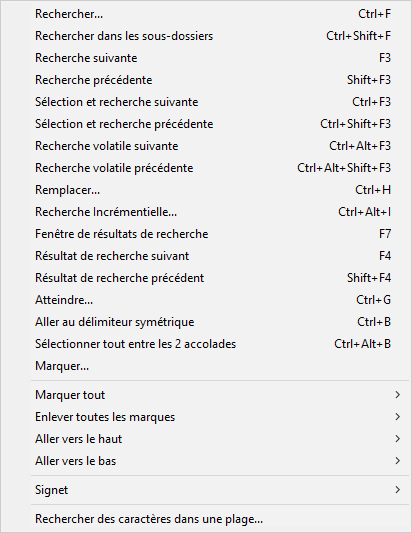 Rechercher... Ctrl+F
Rechercher dans les sous-dossiers Ctrl+Shift+F
Recherche suivante F3
Recherche précédente Shift+F3
Sélection et recherche suivante Ctrl+F3
Sélection et recherche précédente Ctrl+Shift+F3
Recherche volatile suivante Ctrl+Alt+F3
Recherche volatile précédente Ctrl+Alt+Shift+F3
Remplacer... Ctrl+H
Recherche Incrémentielle... Ctrl+Alt+I
Fenêtre de résultats de recherche F7
Résultat de recherche suivant F4
Résultat de recherche précédent Shift+F4
Atteindre... Ctrl+G
Aller au délimiteur symétrique Ctrl+B
Sélectionner tout entre les 2 accolades Ctrl+Alt+B
Marquer...
Marquer tout
Enlever toutes les marques
Aller vers le haut
Aller vers le bas
Signet
Rechercher des caractères dans une plage...